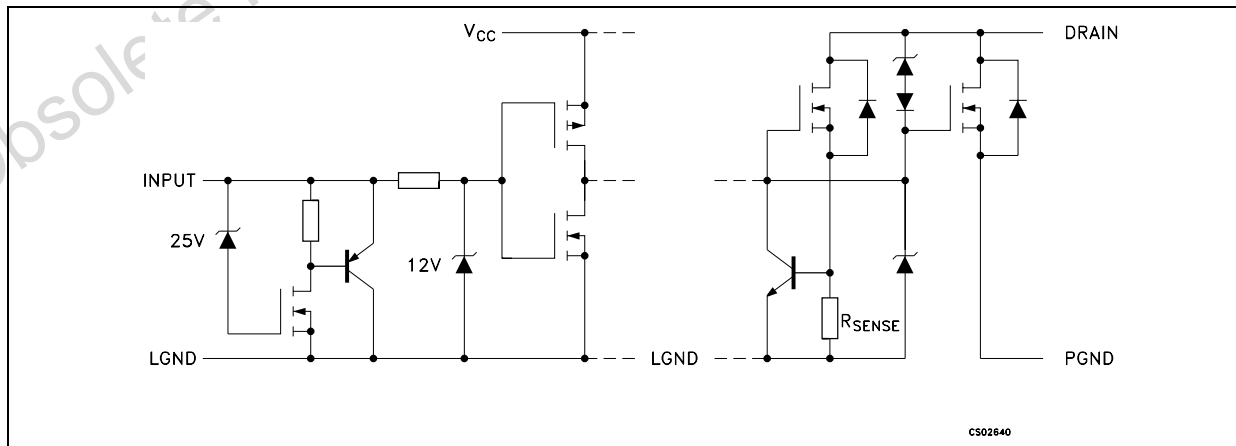 Obsolete
V_CC
DRAIN
INPUT
25V
12V
R_SENSE
LGND
LGND
PGND
CS02640